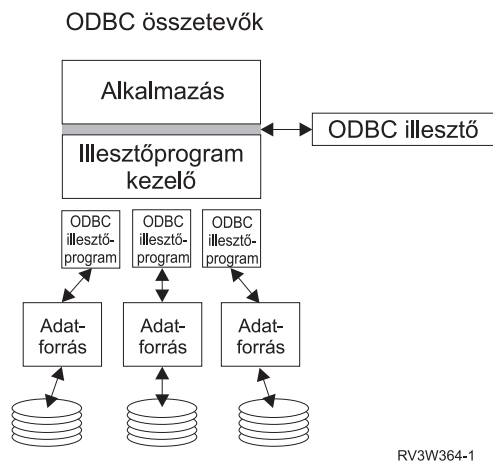 ODBC összetevők
Alkalmazás
ODBC illesztő
Illesztőprogram
kezelő
ODBC
illesztő-
program
ODBC
illesztő-
program
ODBC
illesztő-
program
Adat-
forrás
Adat-
forrás
Adat-
forrás
RV3W364-1